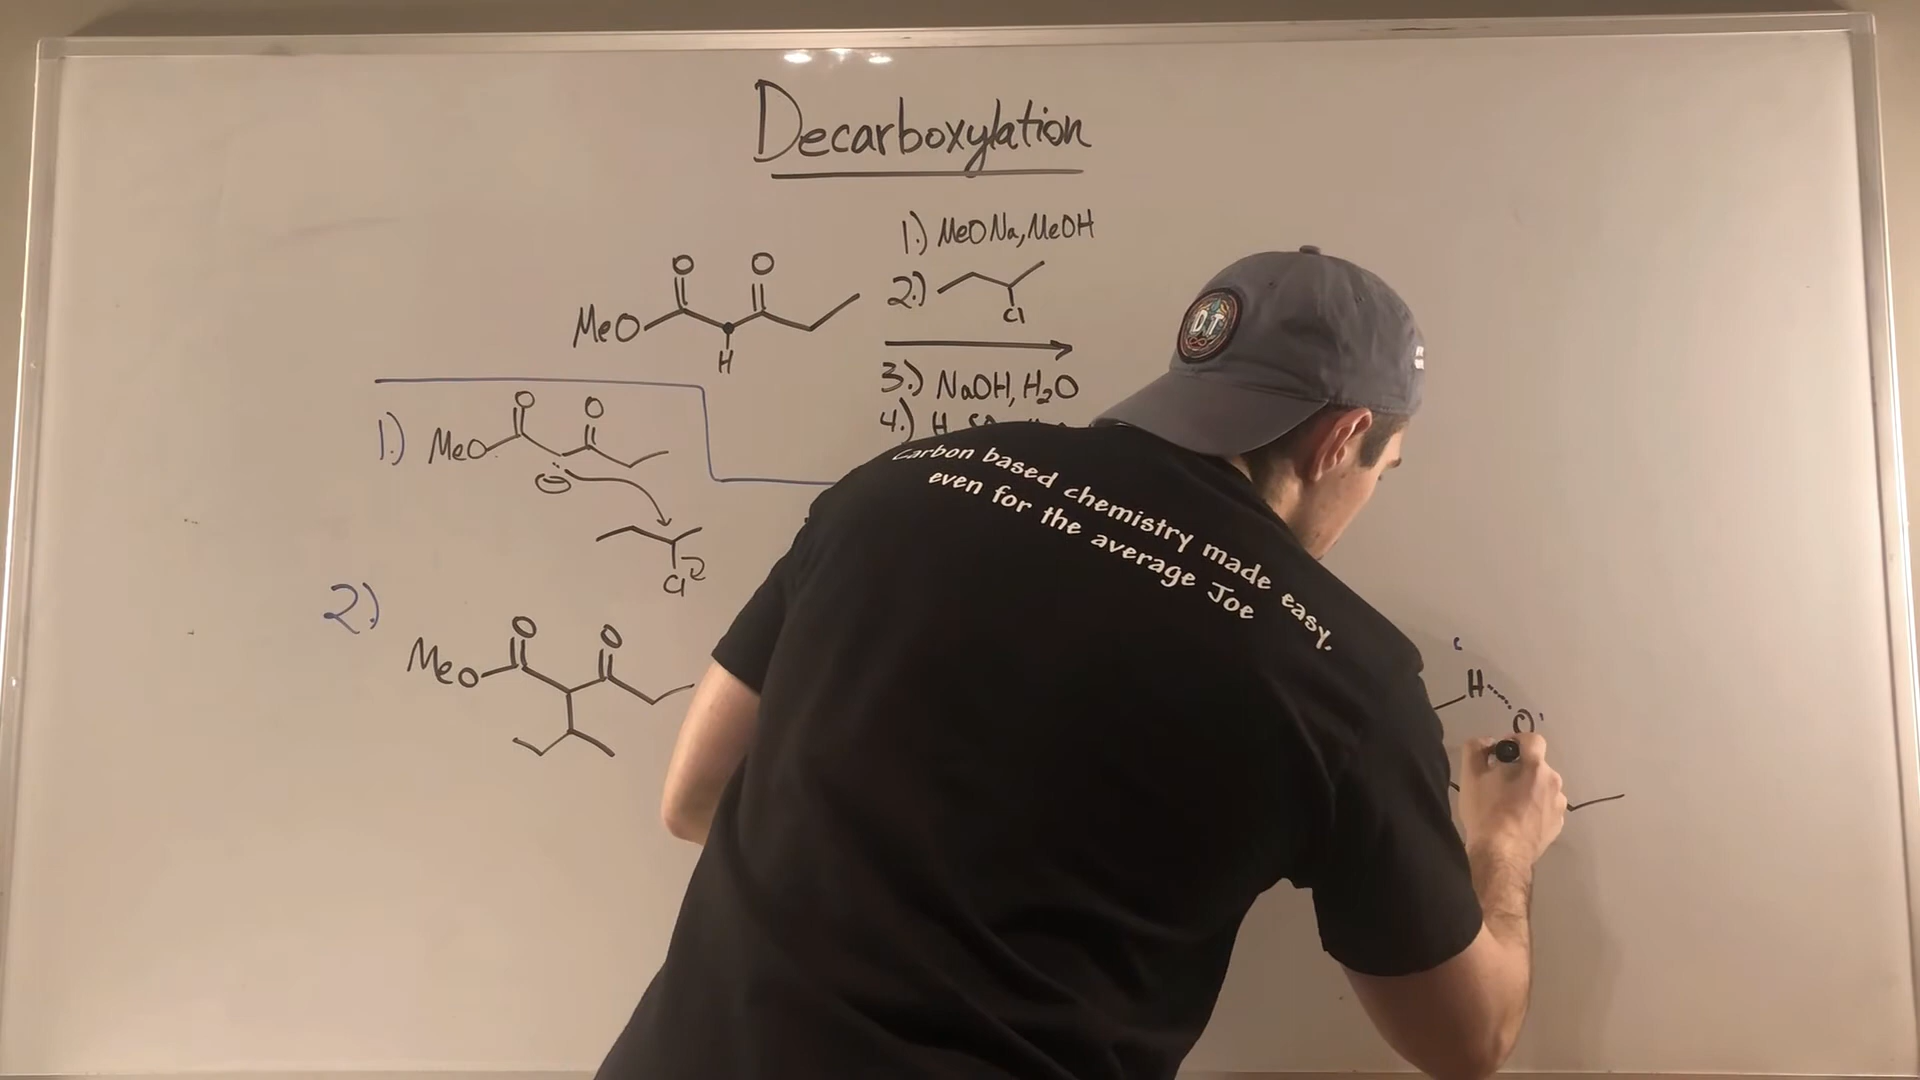 Decarboxylation
1.) MeONa, MeOH
2.)
Cl
O O
MeO
H
3.) NaOH, H2O
4.) H
1.) MeO
O O
⊖
Cl
2.)
MeO
O O
DT
Carbon based chemistry made easy.
even for the average Joe
H
O